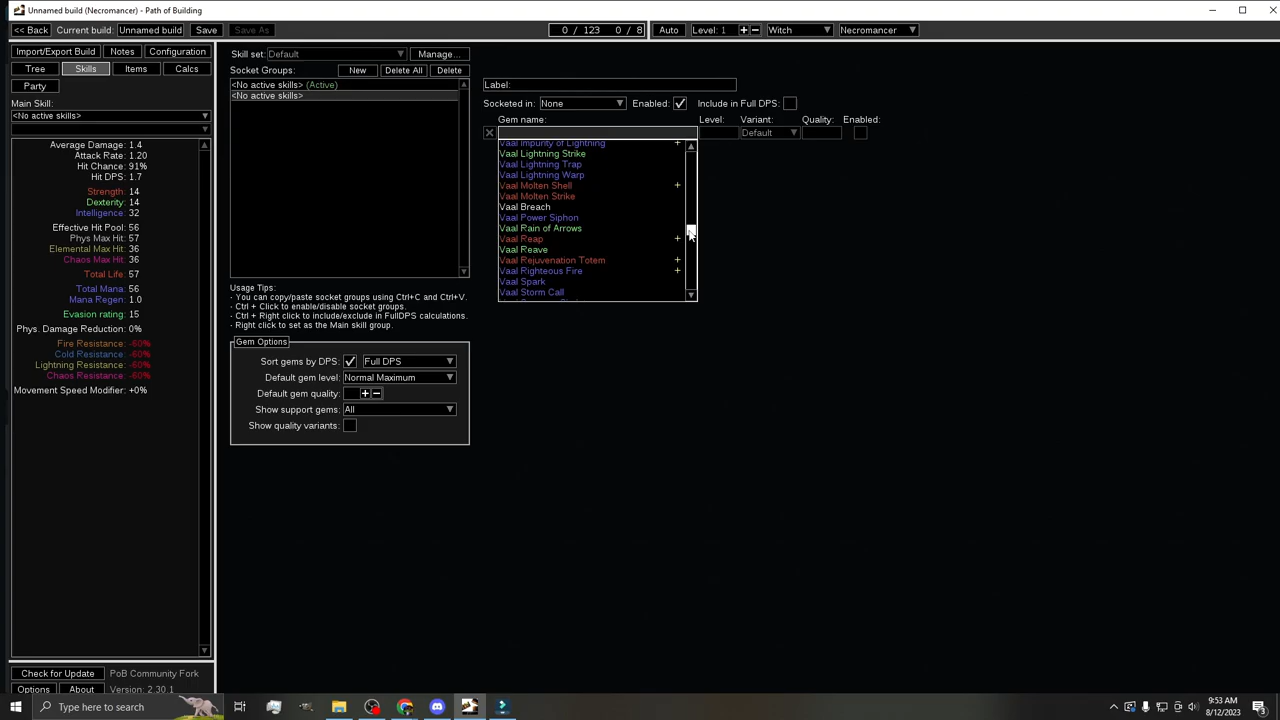 Unnamed build (Necromancer) - Path of Building
<< Back Current build: Unnamed build Save Save As 0 / 123 0 / 8 Auto Level: 1 + - Witch Necromancer
Import/Export Build Notes Configuration
Tree Skills Items Calcs
Party
Main Skill:
<No active skills>
Average Damage: 1.4
Attack Rate: 1.20
Hit Chance: 91%
Hit DPS: 1.7
Strength: 14
Dexterity: 14
Intelligence: 32
Effective Hit Pool: 56
Phys Max Hit: 57
Elemental Max Hit: 36
Chaos Max Hit: 36
Total Life: 57
Total Mana: 56
Mana Regen: 1.0
Evasion rating: 15
Phys. Damage Reduction: 0%
Fire Resistance: -60%
Cold Resistance: -60%
Lightning Resistance: -60%
Chaos Resistance: -60%
Movement Speed Modifier: +0%
Check for Update PoB Community Fork
Options About Version: 2.30.1
Skill set: Default Manage...
Socket Groups: New Delete All Delete
<No active skills> (Active)
<No active skills>
Usage Tips:
- You can copy/paste socket groups using Ctrl+C and Ctrl+V.
- Ctrl + Click to enable/disable socket groups.
- Ctrl + Right click to include/exclude in FullDPS calculations.
- Right click to set as the Main skill group.
Gem Options
Sort gems by DPS: Full DPS
Default gem level: Normal Maximum
Default gem quality: + -
Show support gems: All
Show quality variants:
Label:
Socketed in: None Enabled: Include in Full DPS:
Gem name: Level: Variant: Quality: Enabled:
Default
Vaal Impurity of Lightning +
Vaal Lightning Strike
Vaal Lightning Trap
Vaal Lightning Warp
Vaal Molten Shell +
Vaal Molten Strike
Vaal Breach
Vaal Power Siphon
Vaal Rain of Arrows
Vaal Reap +
Vaal Reave
Vaal Rejuvenation Totem +
Vaal Righteous Fire +
Vaal Spark
Vaal Storm Call
Type here to search
9:53 AM
8/12/2023